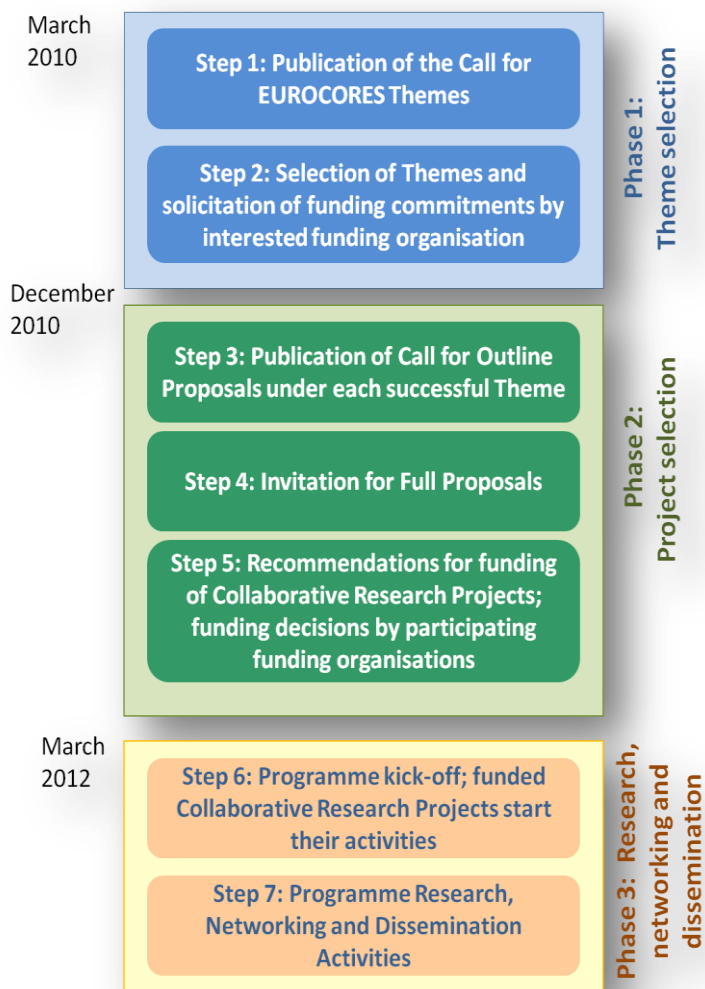 March
2010
Step 1: Publication of the Call for
EUROCORES Themes
Step 2: Selection of Themes and
solicitation of funding commitments by
interested funding organisation
Phase 1:
Theme selection
December
2010
Step 3: Publication of Call for Outline
Proposals under each successful Theme
Step 4: Invitation for Full Proposals
Step 5: Recommendations for funding
of Collaborative Research Projects;
funding decisions by participating
funding organisations
Phase 2:
Project selection
March
2012
Step 6: Programme kick-off; funded
Collaborative Research Projects start
their activities
Step 7: Programme Research,
Networking and Dissemination
Activities
Phase 3: Research,
networking and
dissemination